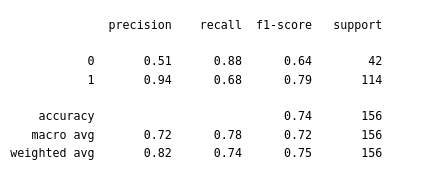 precision recall f1-score support
0 0.51 0.88 0.64 42
1 0.94 0.68 0.79 114
accuracy 0.74 156
macro avg 0.72 0.78 0.72 156
weighted avg 0.82 0.74 0.75 156